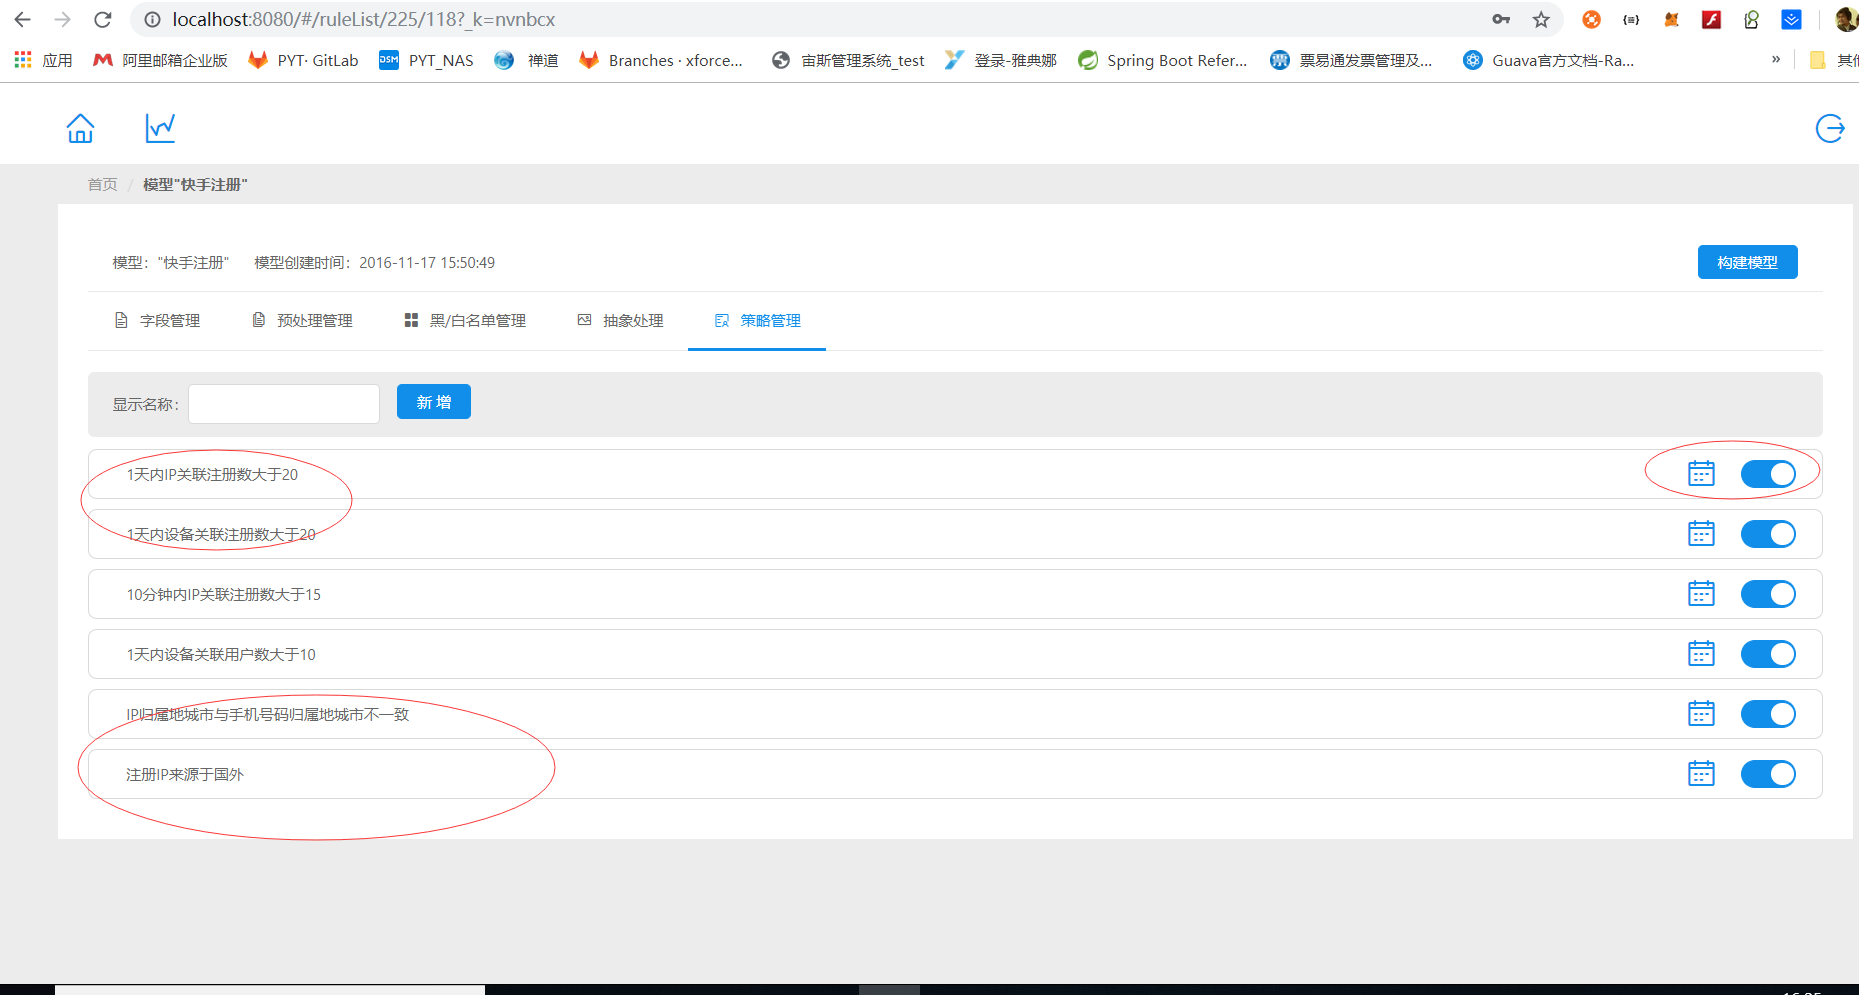 localhost:8080/#/ruleList/225/118?_k=nvnbcx
应用 阿里邮箱企业版 PYT· GitLab DSM PYT_NAS 禅道 Branches · xforce... 宙斯管理系统_test 登录-雅典娜 Spring Boot Refer... 票易通发票管理及... Guava官方文档-Ra... »
首页 / 模型"快手注册"
模型："快手注册" 模型创建时间：2016-11-17 15:50:49 构建模型
字段管理 预处理管理 黑/白名单管理 抽象处理 策略管理
显示名称： 新 增
1天内IP关联注册数大于20
1天内设备关联注册数大于20
10分钟内IP关联注册数大于15
1天内设备关联用户数大于10
IP归属地城市与手机号码归属地城市不一致
注册IP来源于国外